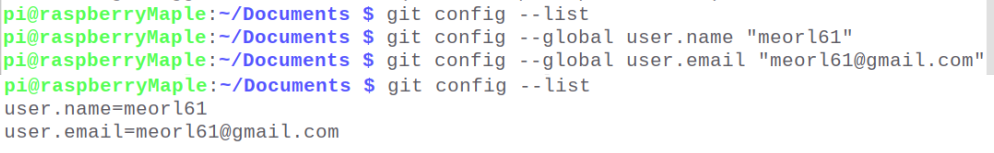 pi@raspberryMaple:~/Documents $ git config --list
pi@raspberryMaple:~/Documents $ git config --global user.name "meorl61"
pi@raspberryMaple:~/Documents $ git config --global user.email "meorl61@gmail.com"
pi@raspberryMaple:~/Documents $ git config --list
user.name=meorl61
user.email=meorl61@gmail.com